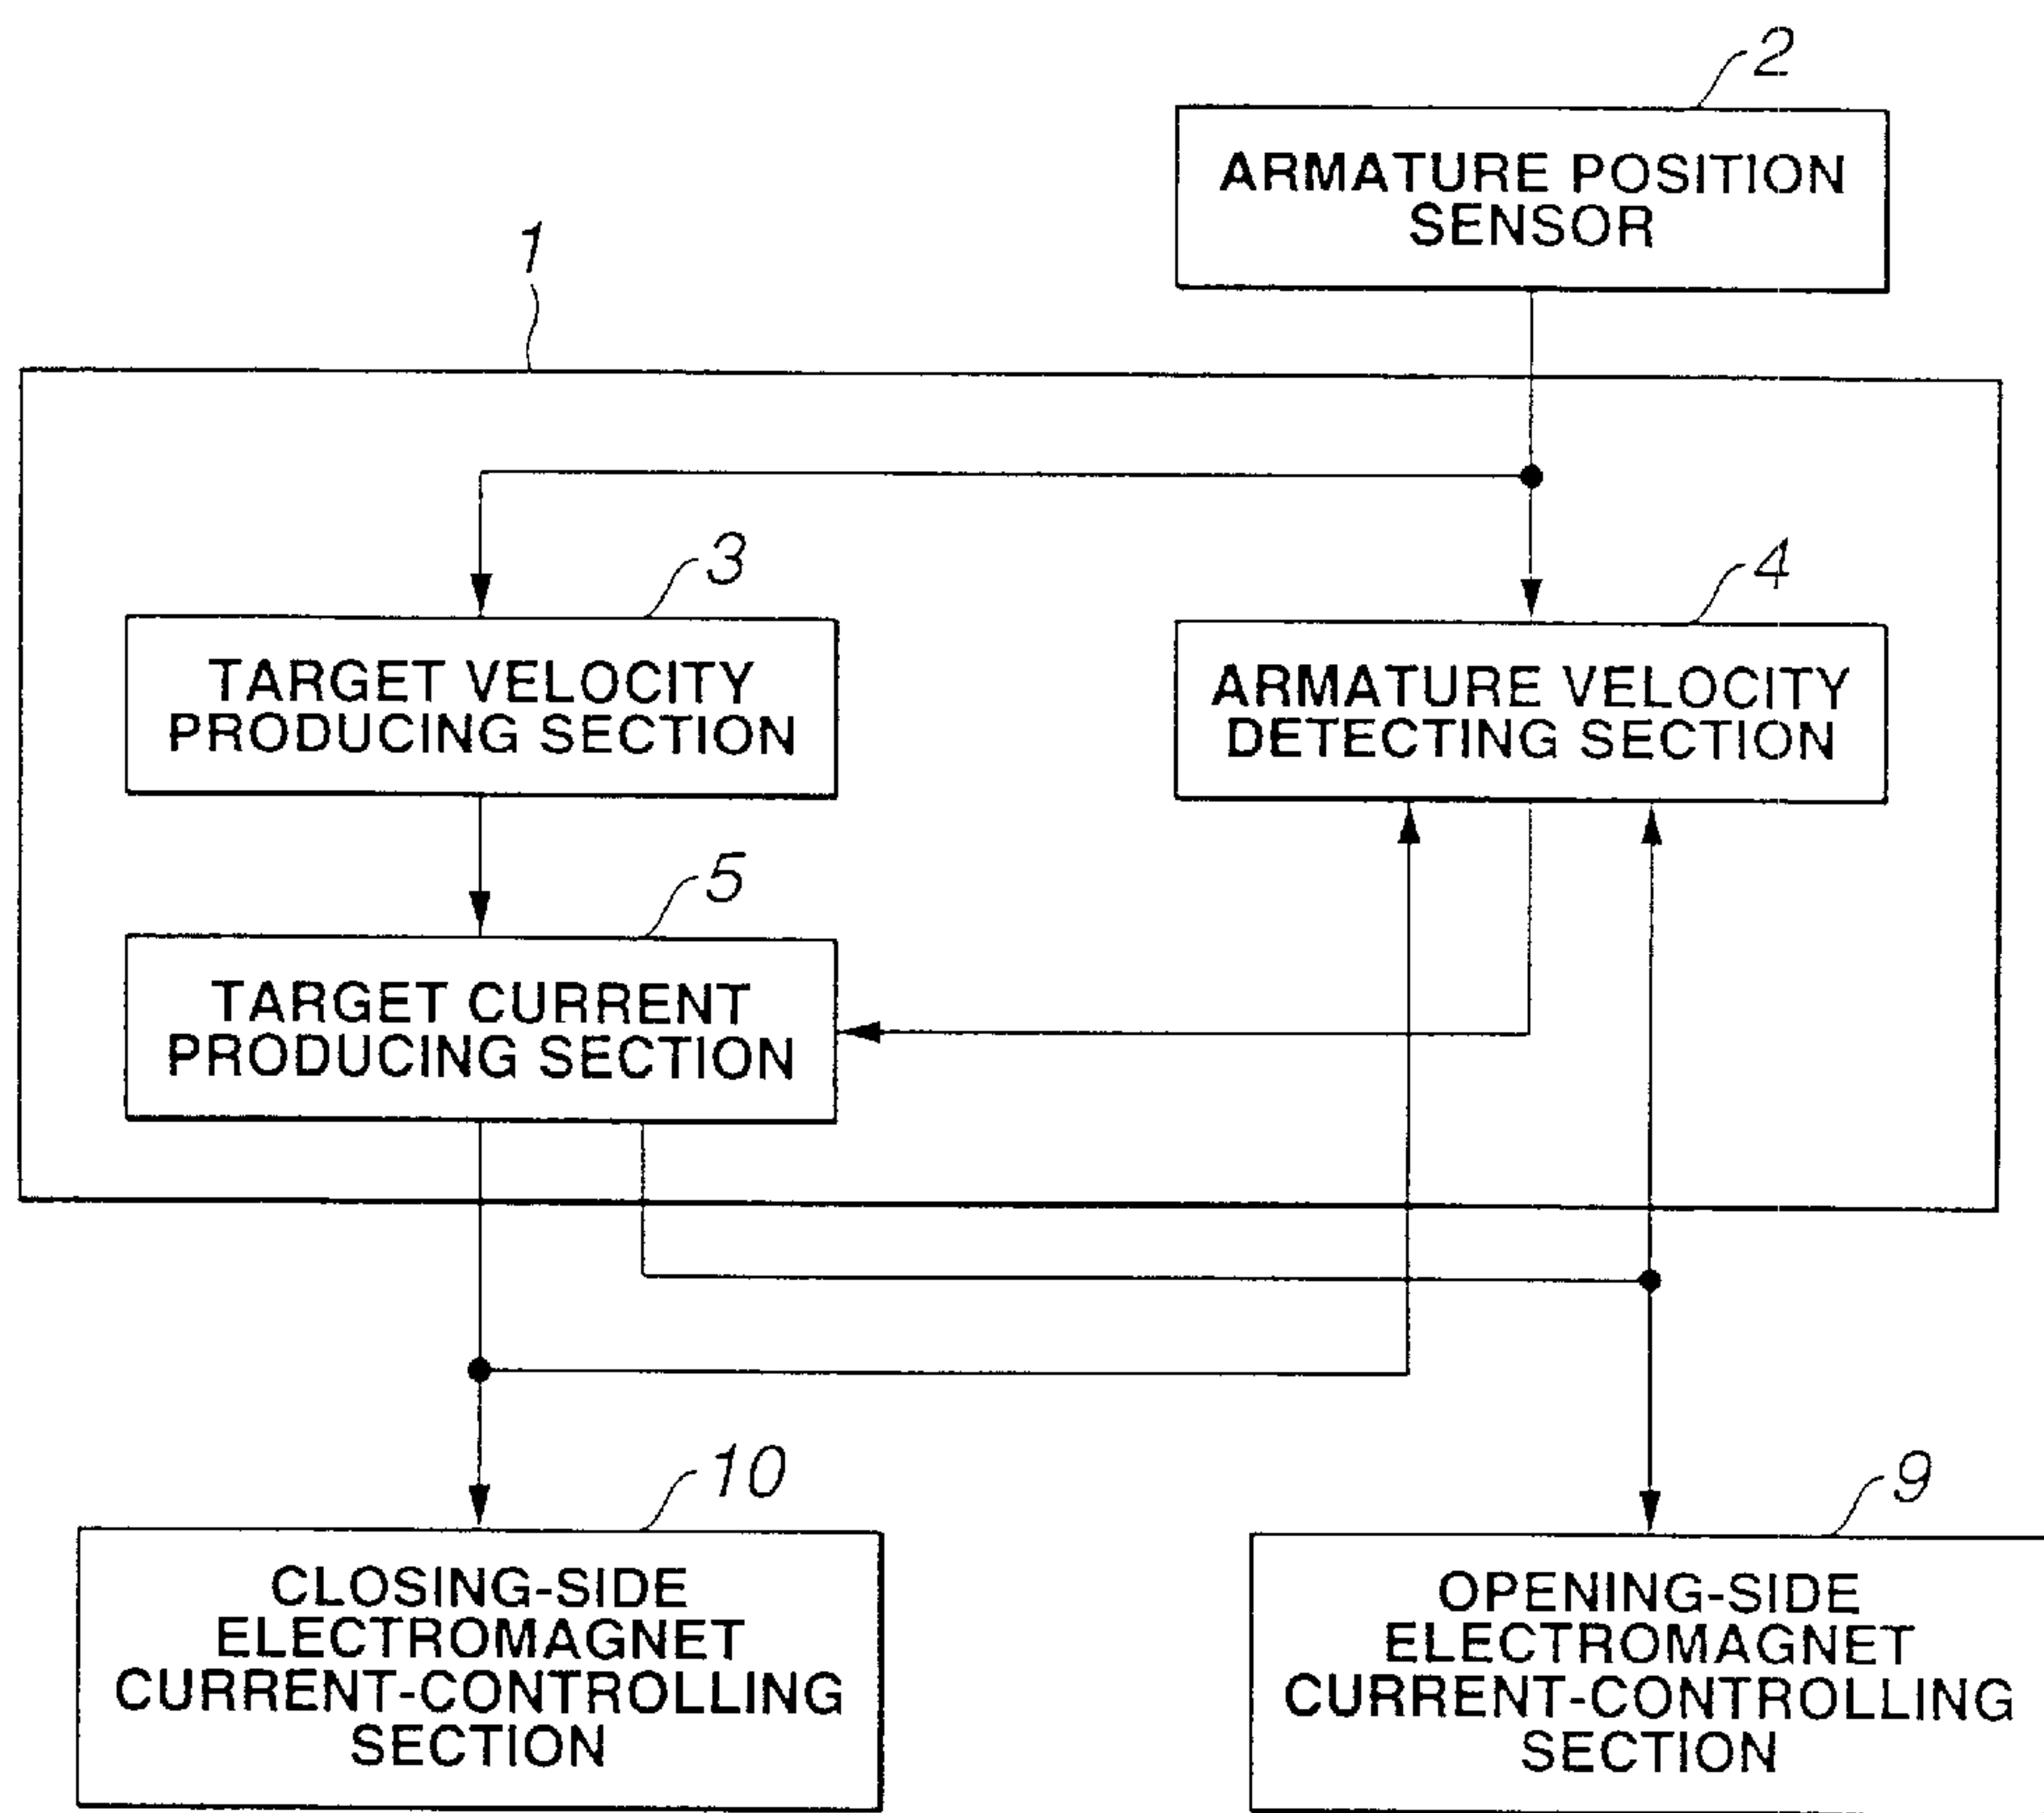 2
ARMATURE POSITION
SENSOR
1
3
TARGET VELOCITY
PRODUCING SECTION
4
ARMATURE VELOCITY
DETECTING SECTION
5
TARGET CURRENT
PRODUCING SECTION
10
CLOSING-SIDE
ELECTROMAGNET
CURRENT-CONTROLLING
SECTION
9
OPENING-SIDE
ELECTROMAGNET
CURRENT-CONTROLLING
SECTION